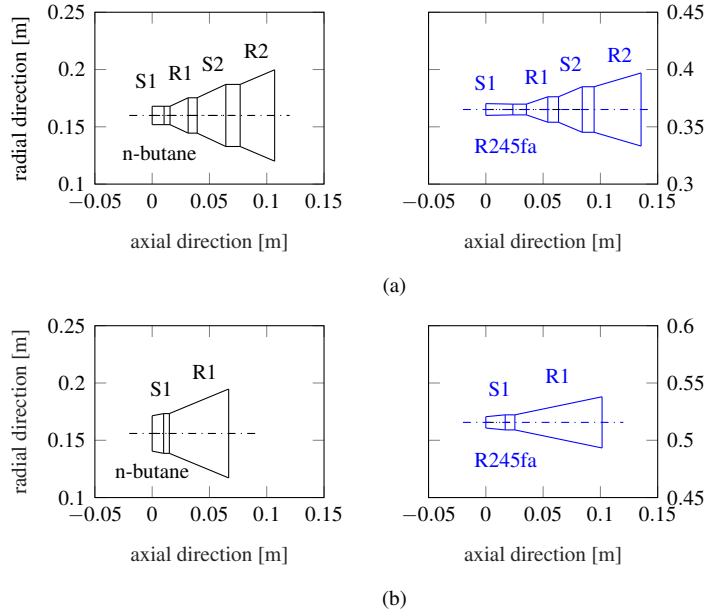 radial direction [m]
0.25
0.2
0.15
0.1
−0.05
0
0.05
0.1
0.15
S1
R1
S2
R2
n-butane
axial direction [m]
0.45
0.4
0.35
0.3
−0.05
0
0.05
0.1
0.15
S1
R1
S2
R2
R245fa
axial direction [m]
(a)
radial direction [m]
0.25
0.2
0.15
0.1
−0.05
0
0.05
0.1
0.15
S1
R1
n-butane
axial direction [m]
0.6
0.55
0.5
0.45
−0.05
0
0.05
0.1
0.15
S1
R1
R245fa
axial direction [m]
(b)